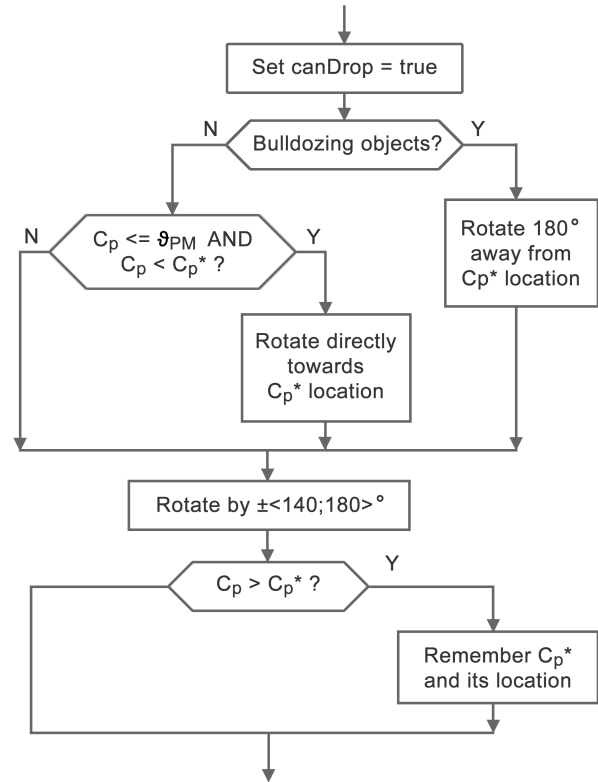 Set canDrop = true
N
Bulldozing objects?
Y
N
Cp <= ϑPM AND
Cp < Cp* ?
Y
Rotate 180°
away from
Cp* location
Rotate directly
towards
Cp* location
Rotate by ±<140;180>°
Cp > Cp* ?
Y
Remember Cp*
and its location